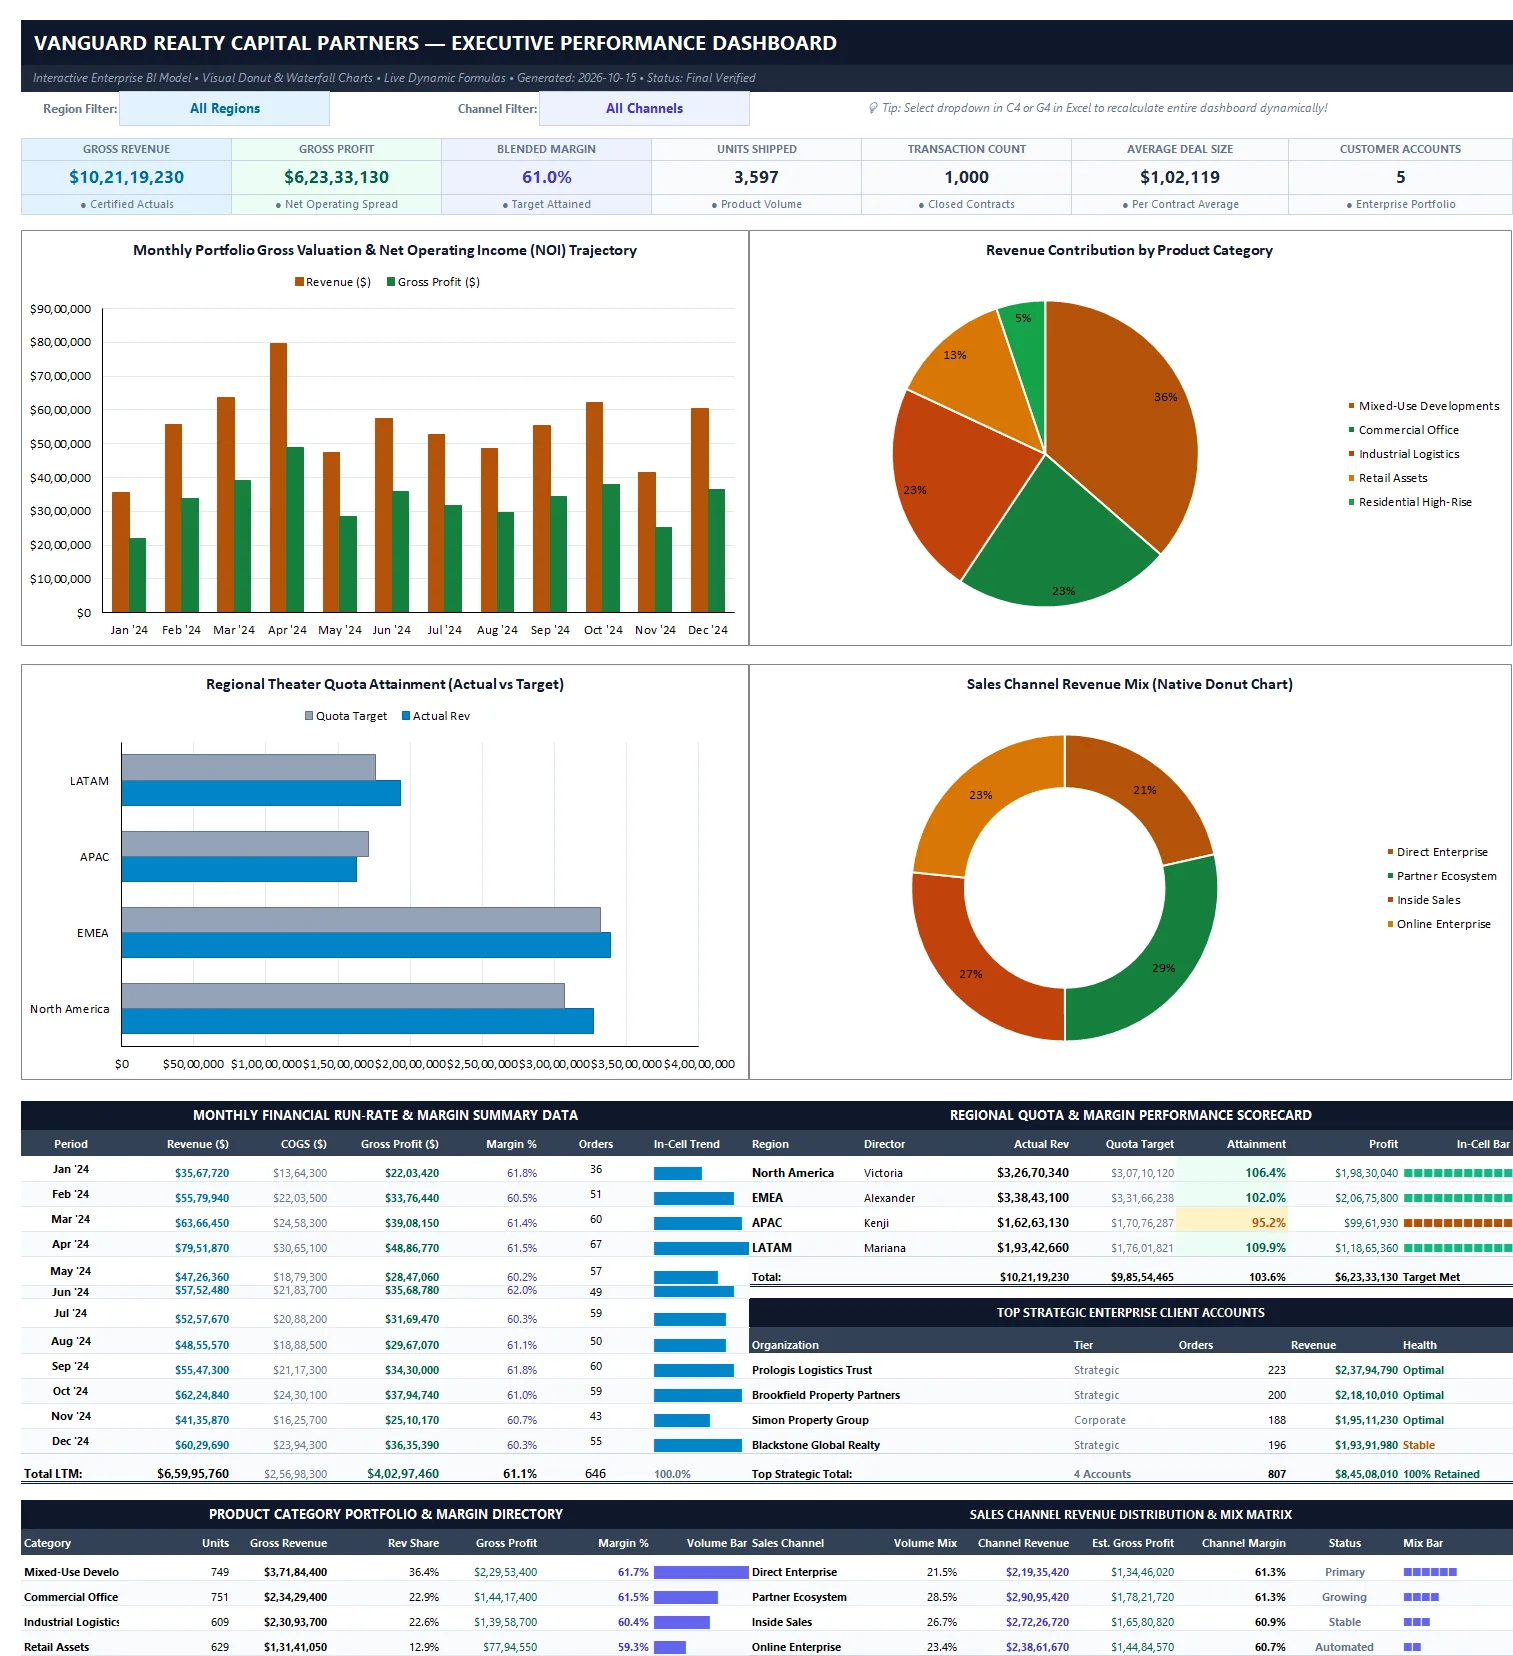 VANGUARD REALTY CAPITAL PARTNERS — EXECUTIVE PERFORMANCE DASHBOARD
Interactive Enterprise BI Model • Visual Donut & Waterfall Charts • Live Dynamic Formulas • Generated: 2026-10-15 • Status: Final Verified
Region Filter: All Regions Channel Filter: All Channels 💡 Tip: Select dropdown in C4 or G4 in Excel to recalculate entire dashboard dynamically!
GROSS REVENUE GROSS PROFIT BLENDED MARGIN UNITS SHIPPED TRANSACTION COUNT AVERAGE DEAL SIZE CUSTOMER ACCOUNTS
$10,21,19,230 $6,23,33,130 61.0% 3,597 1,000 $1,02,119 5
● Certified Actuals ● Net Operating Spread ● Target Attained ● Product Volume ● Closed Contracts ● Per Contract Average ● Enterprise Portfolio
Monthly Portfolio Gross Valuation & Net Operating Income (NOI) Trajectory
Revenue ($) Gross Profit ($)
$90,00,000
$80,00,000
$70,00,000
$60,00,000
$50,00,000
$40,00,000
$30,00,000
$20,00,000
$10,00,000
$0
Jan '24 Feb '24 Mar '24 Apr '24 May '24 Jun '24 Jul '24 Aug '24 Sep '24 Oct '24 Nov '24 Dec '24
Revenue Contribution by Product Category
5%
13%
36%
23%
23%
Mixed-Use Developments
Commercial Office
Industrial Logistics
Retail Assets
Residential High-Rise
Regional Theater Quota Attainment (Actual vs Target)
Quota Target Actual Rev
LATAM
APAC
EMEA
North America
$0 $50,00,000 $1,00,00,000 $1,50,00,000 $2,00,00,000 $2,50,00,000 $3,00,00,000 $3,50,00,000 $4,00,00,000
Sales Channel Revenue Mix (Native Donut Chart)
21%
23%
29%
27%
Direct Enterprise
Partner Ecosystem
Inside Sales
Online Enterprise
MONTHLY FINANCIAL RUN-RATE & MARGIN SUMMARY DATA
Period Revenue ($) COGS ($) Gross Profit ($) Margin % Orders In-Cell Trend
Jan '24 $35,67,720 $13,64,300 $22,03,420 61.8% 36
Feb '24 $55,79,940 $22,03,500 $33,76,440 60.5% 51
Mar '24 $63,66,450 $24,58,300 $39,08,150 61.4% 60
Apr '24 $79,51,870 $30,65,100 $48,86,770 61.5% 67
May '24 $47,26,360 $18,79,300 $28,47,060 60.2% 57
Jun '24 $57,52,480 $21,83,700 $35,68,780 62.0% 49
Jul '24 $52,57,670 $20,88,200 $31,69,470 60.3% 59
Aug '24 $48,55,570 $18,88,500 $29,67,070 61.1% 50
Sep '24 $55,47,300 $21,17,300 $34,30,000 61.8% 60
Oct '24 $62,24,840 $24,30,100 $37,94,740 61.0% 59
Nov '24 $41,35,870 $16,25,700 $25,10,170 60.7% 43
Dec '24 $60,29,690 $23,94,300 $36,35,390 60.3% 55
Total LTM: $6,59,95,760 $2,56,98,300 $4,02,97,460 61.1% 646 100.0%
REGIONAL QUOTA & MARGIN PERFORMANCE SCORECARD
Region Director Actual Rev Quota Target Attainment Profit In-Cell Bar
North America Victoria $3,26,70,340 $3,07,10,120 106.4% $1,98,30,040
EMEA Alexander $3,38,43,100 $3,31,66,238 102.0% $2,06,75,800
APAC Kenji $1,62,63,130 $1,70,76,287 95.2% $99,61,930
LATAM Mariana $1,93,42,660 $1,76,01,821 109.9% $1,18,65,360
Total: $10,21,19,230 $9,85,54,465 103.6% $6,23,33,130 Target Met
TOP STRATEGIC ENTERPRISE CLIENT ACCOUNTS
Organization Tier Orders Revenue Health
Prologis Logistics Trust Strategic 223 $2,37,94,790 Optimal
Brookfield Property Partners Strategic 200 $2,18,10,010 Optimal
Simon Property Group Corporate 188 $1,95,11,230 Optimal
Blackstone Global Realty Strategic 196 $1,93,91,980 Stable
Top Strategic Total: 4 Accounts 807 $8,45,08,010 100% Retained
PRODUCT CATEGORY PORTFOLIO & MARGIN DIRECTORY
Category Units Gross Revenue Rev Share Gross Profit Margin % Volume Bar
Mixed-Use Develo 749 $3,71,84,400 36.4% $2,29,53,400 61.7%
Commercial Office 751 $2,34,29,400 22.9% $1,44,17,400 61.5%
Industrial Logistics 609 $2,30,93,700 22.6% $1,39,58,700 60.4%
Retail Assets 629 $1,31,41,050 12.9% $77,94,550 59.3%
SALES CHANNEL REVENUE DISTRIBUTION & MIX MATRIX
Sales Channel Volume Mix Channel Revenue Est. Gross Profit Channel Margin Status Mix Bar
Direct Enterprise 21.5% $2,19,35,420 $1,34,46,020 61.3% Primary
Partner Ecosystem 28.5% $2,90,95,420 $1,78,21,720 61.3% Growing
Inside Sales 26.7% $2,72,26,720 $1,65,80,820 60.9% Stable
Online Enterprise 23.4% $2,38,61,670 $1,44,84,570 60.7% Automated